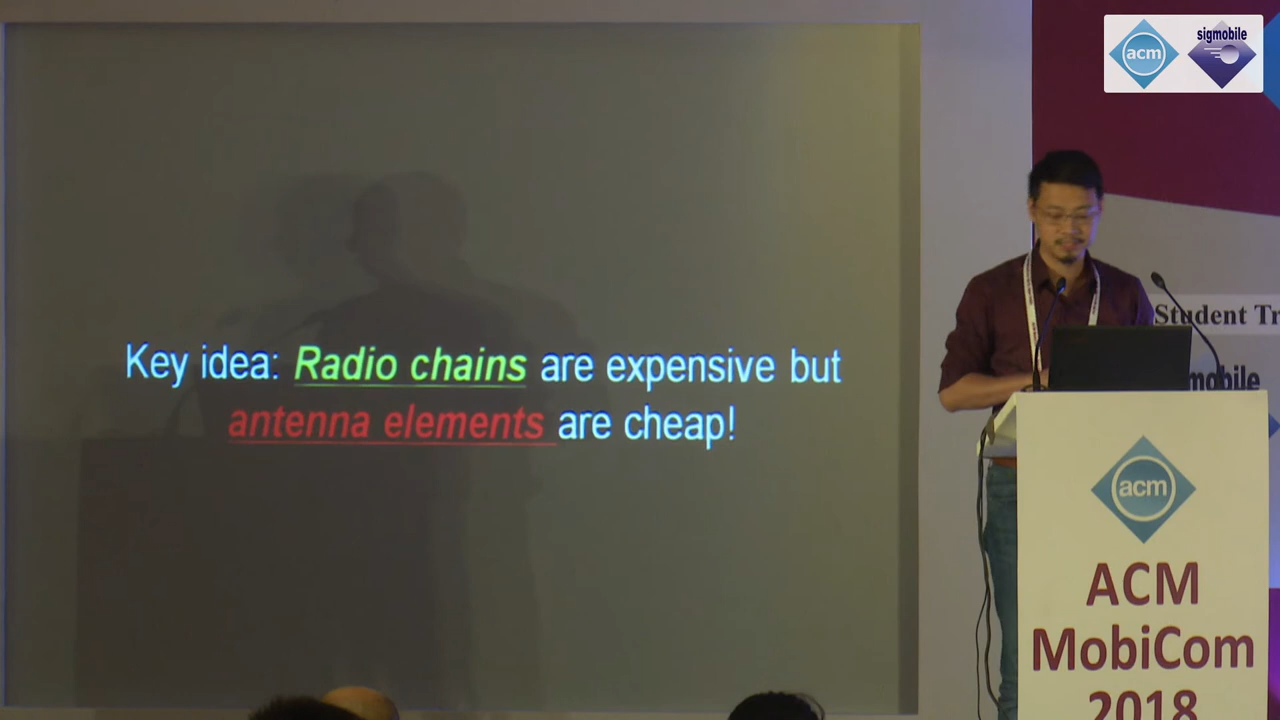 acm
sigmobile
Key idea: Radio chains are expensive but
antenna elements are cheap!
Student Tr
mobile
acm
ACM
MobiCom
2018